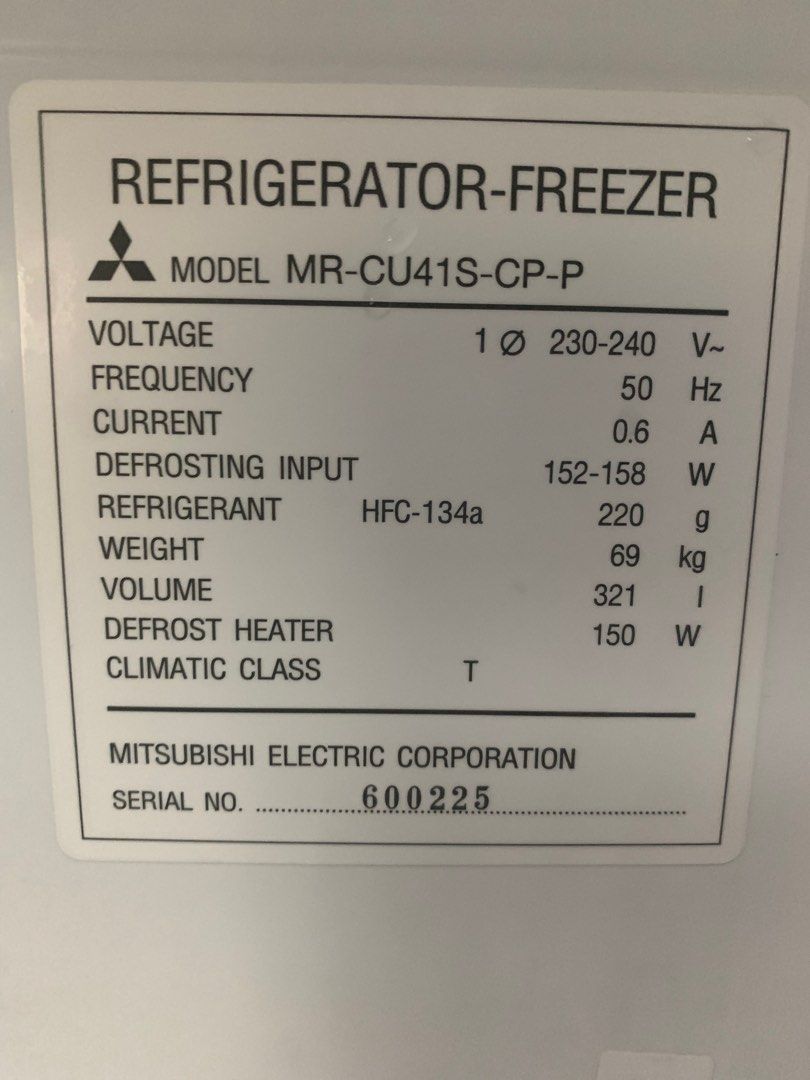 REFRIGERATOR-FREEZER
MODEL MR-CU41S-CP-P
VOLTAGE 1 Ø 230-240 V~
FREQUENCY 50 Hz
CURRENT 0.6 A
DEFROSTING INPUT 152-158 W
REFRIGERANT HFC-134a 220 g
WEIGHT 69 kg
VOLUME 321 l
DEFROST HEATER 150 W
CLIMATIC CLASS T
MITSUBISHI ELECTRIC CORPORATION
SERIAL NO. 600225